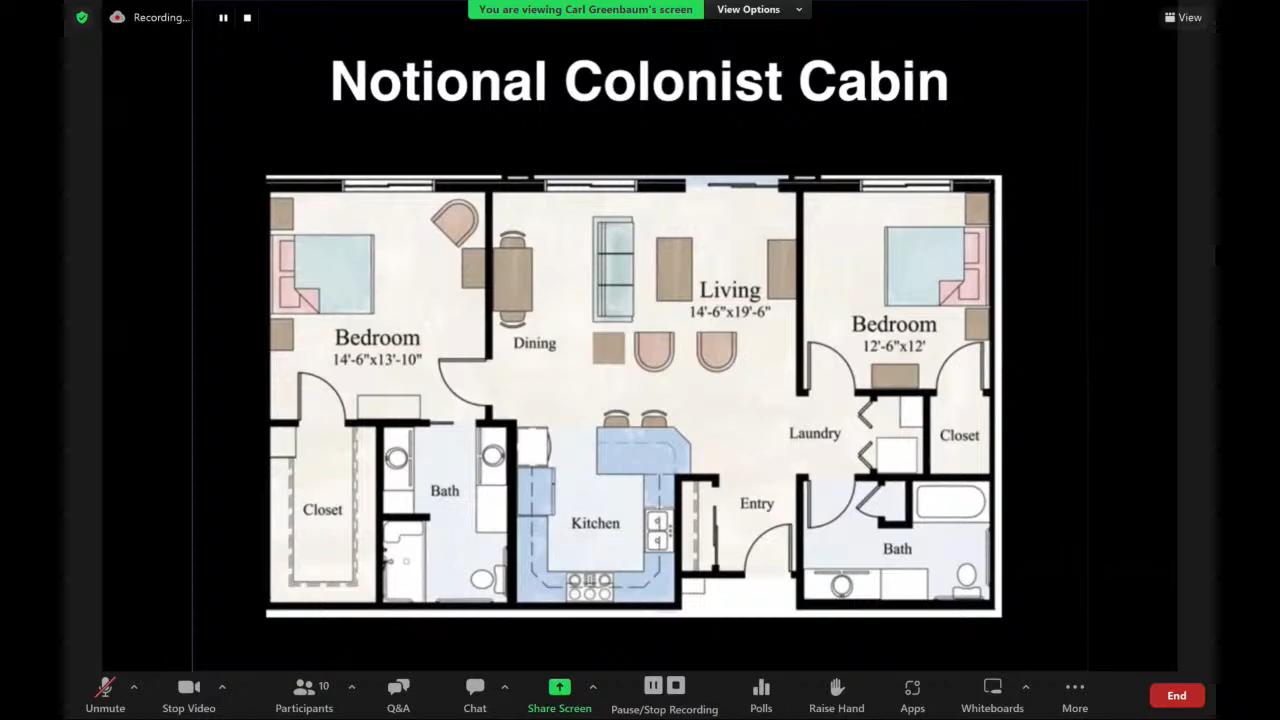 Recording...
You are viewing Carl Greenbaum's screen
View Options
View
Notional Colonist Cabin
Living
14'-6"x19'-6"
Bedroom
14'-6"x13'-10"
Dining
Bedroom
12'-6"x12'
Laundry
Closet
Closet
Bath
Kitchen
Entry
Bath
Unmute
Stop Video
Participants
10
Q&A
Chat
Share Screen
Pause/Stop Recording
Polls
Raise Hand
Apps
Whiteboards
More
End